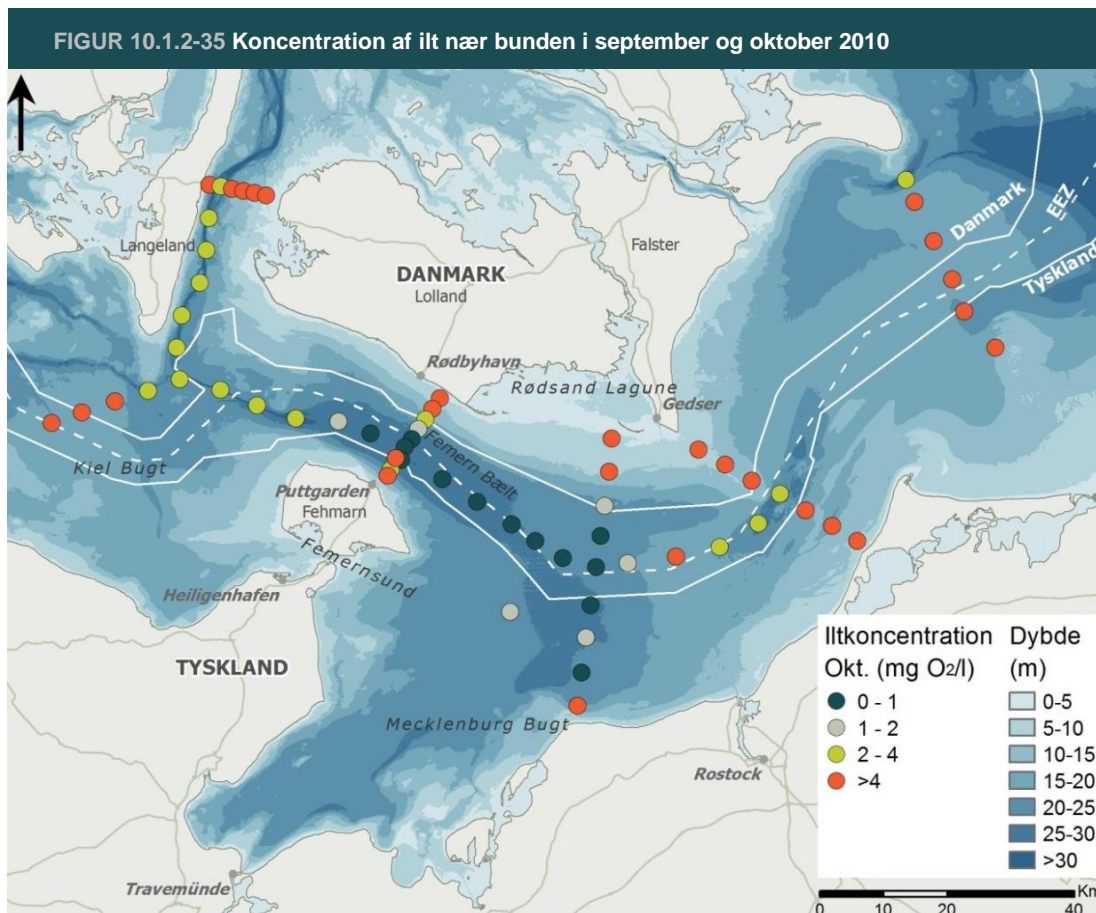 FIGUR 10.1.2-35 Koncentration af ilt nær bunden i september og oktober 2010
Langeland
Falster
DANMARK
Lolland
Danmark
EEZ
Tyskland
Rødbyhavn
Rødsand Lagune
Gedser
Kiel Bugt
Femern Bælt
Puttgarden
Fehmarn
Femernsund
Heiligenhafen
TYSKLAND
Mecklenburg Bugt
Rostock
Travemünde
Iltkoncentration
Okt. (mg O2/l)
0 - 1
1 - 2
2 - 4
>4
Dybde
(m)
0-5
5-10
10-15
15-20
20-25
25-30
>30
Km
0 10 20 40